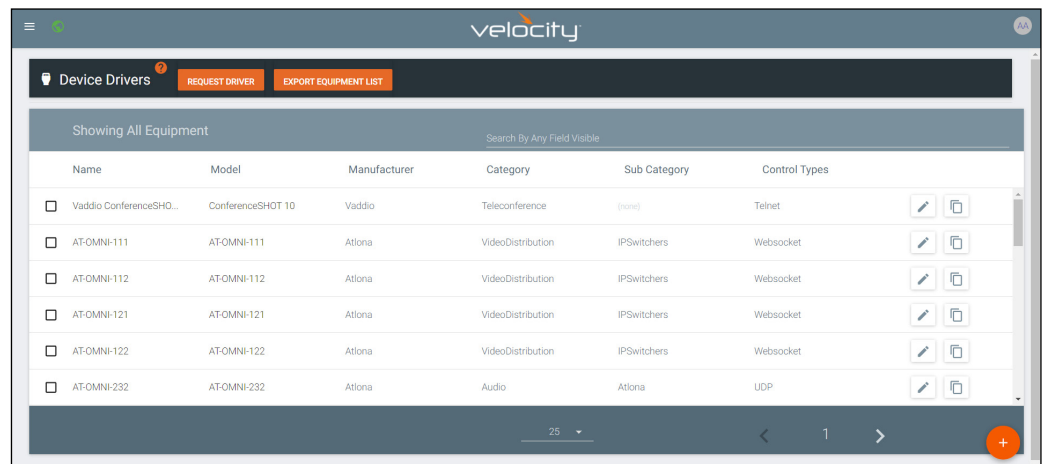 velocity
AA
Device Drivers ? REQUEST DRIVER EXPORT EQUIPMENT LIST
Showing All Equipment Search By Any Field Visible
Name Model Manufacturer Category Sub Category Control Types
Vaddio ConferenceSHO... ConferenceSHOT 10 Vaddio Teleconference (none) Telnet
AT-OMNI-111 AT-OMNI-111 Atlona VideoDistribution IPSwitchers Websocket
AT-OMNI-112 AT-OMNI-112 Atlona VideoDistribution IPSwitchers Websocket
AT-OMNI-121 AT-OMNI-121 Atlona VideoDistribution IPSwitchers Websocket
AT-OMNI-122 AT-OMNI-122 Atlona VideoDistribution IPSwitchers Websocket
AT-OMNI-232 AT-OMNI-232 Atlona Audio Atlona UDP
25 1
+